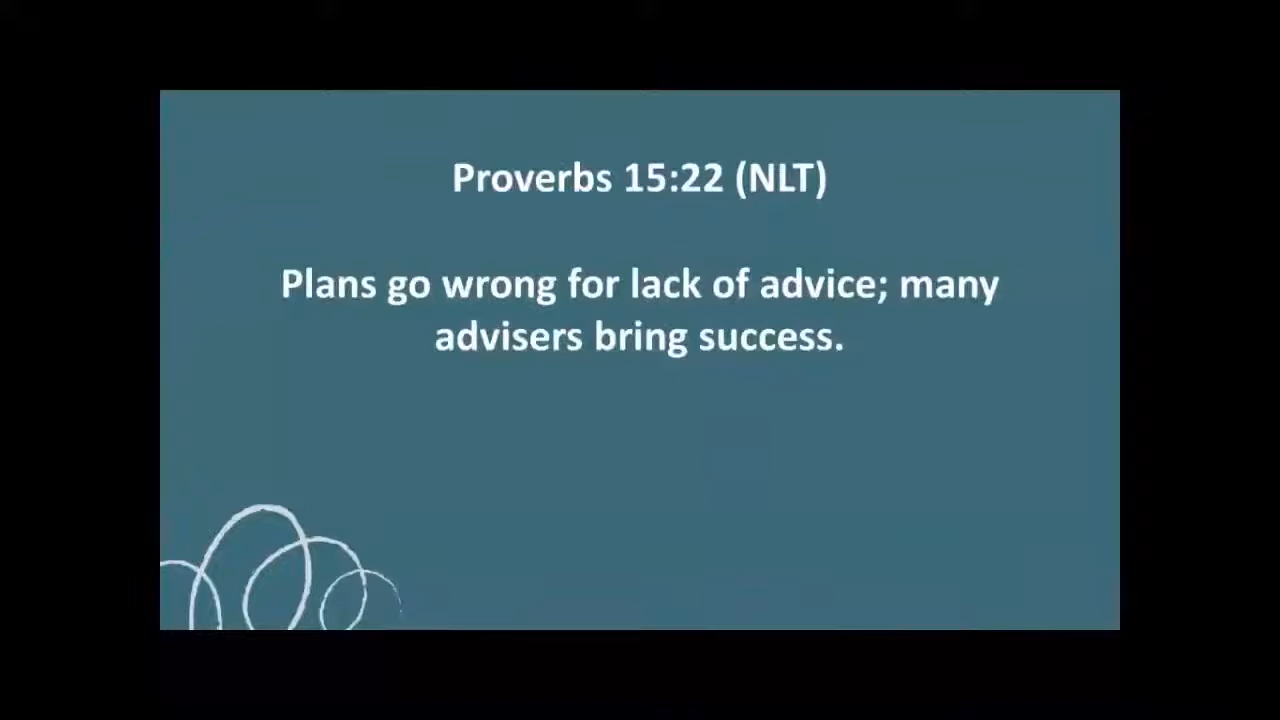 Proverbs 15:22 (NLT)
Plans go wrong for lack of advice; many
advisers bring success.